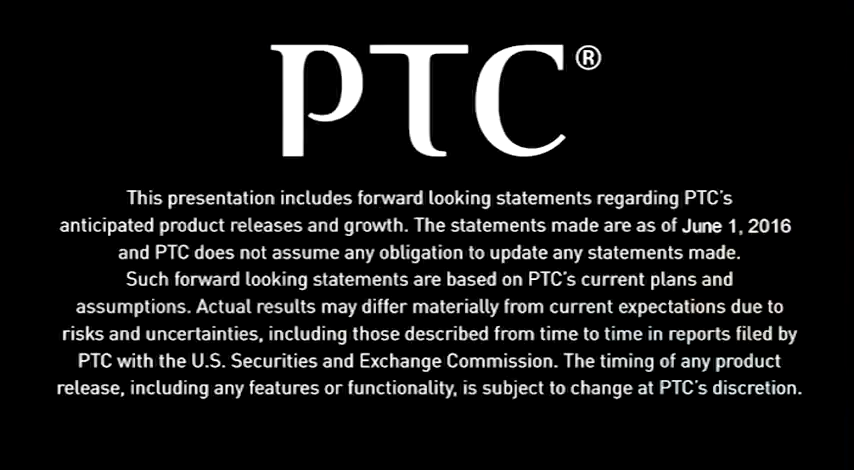 PTC®
This presentation includes forward looking statements regarding PTC's
anticipated product releases and growth. The statements made are as of June 1, 2016
and PTC does not assume any obligation to update any statements made.
Such forward looking statements are based on PTC's current plans and
assumptions. Actual results may differ materially from current expectations due to
risks and uncertainties, including those described from time to time in reports filed by
PTC with the U.S. Securities and Exchange Commission. The timing of any product
release, including any features or functionality, is subject to change at PTC's discretion.